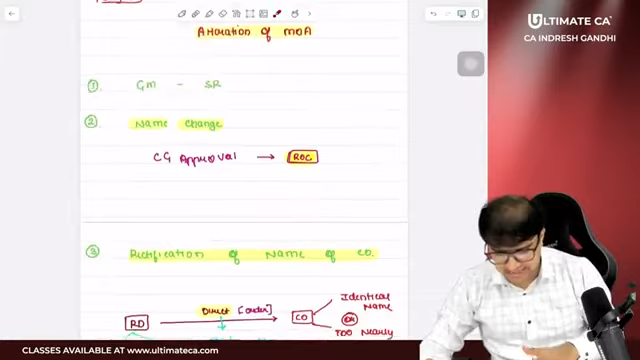 ULTIMATE CA
CA INDRESH GANDHI
Alteration of MOA
① GM - SR
② Name Change
CG Approval → ROC
③ Rectification of Name of CO.
RD Direct [order] CO
Identical Name
OR
Too Nearly
CLASSES AVAILABLE AT www.ultimateca.com